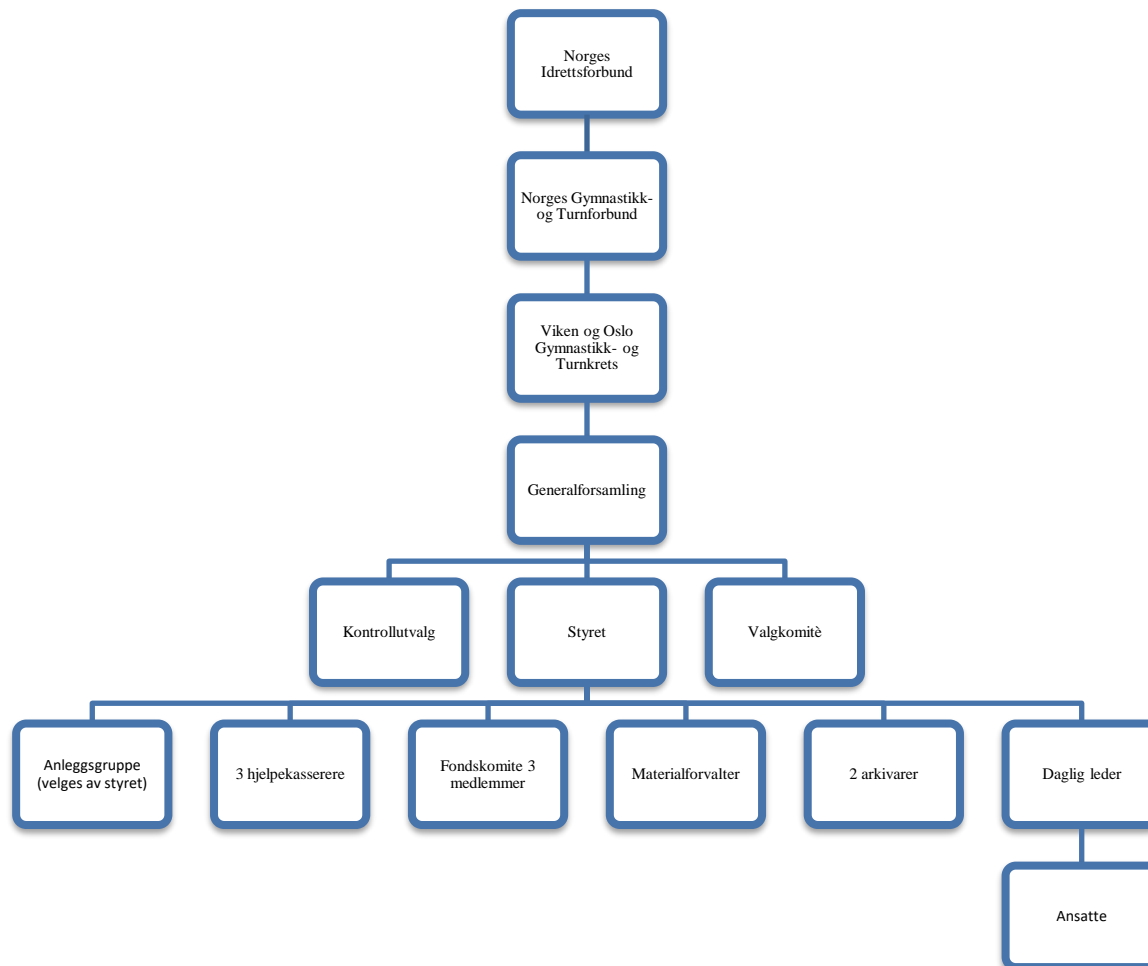 Norges
Idrettsforbund
Norges Gymnastikk-
og Turnforbund
Viken og Oslo
Gymnastikk- og
Turnkrets
Generalforsamling
Kontrollutvalg
Styret
Valgkomitè
Anleggsgruppe
(velges av styret)
3 hjelpekasserere
Fondskomite 3
medlemmer
Materialforvalter
2 arkivarer
Daglig leder
Ansatte